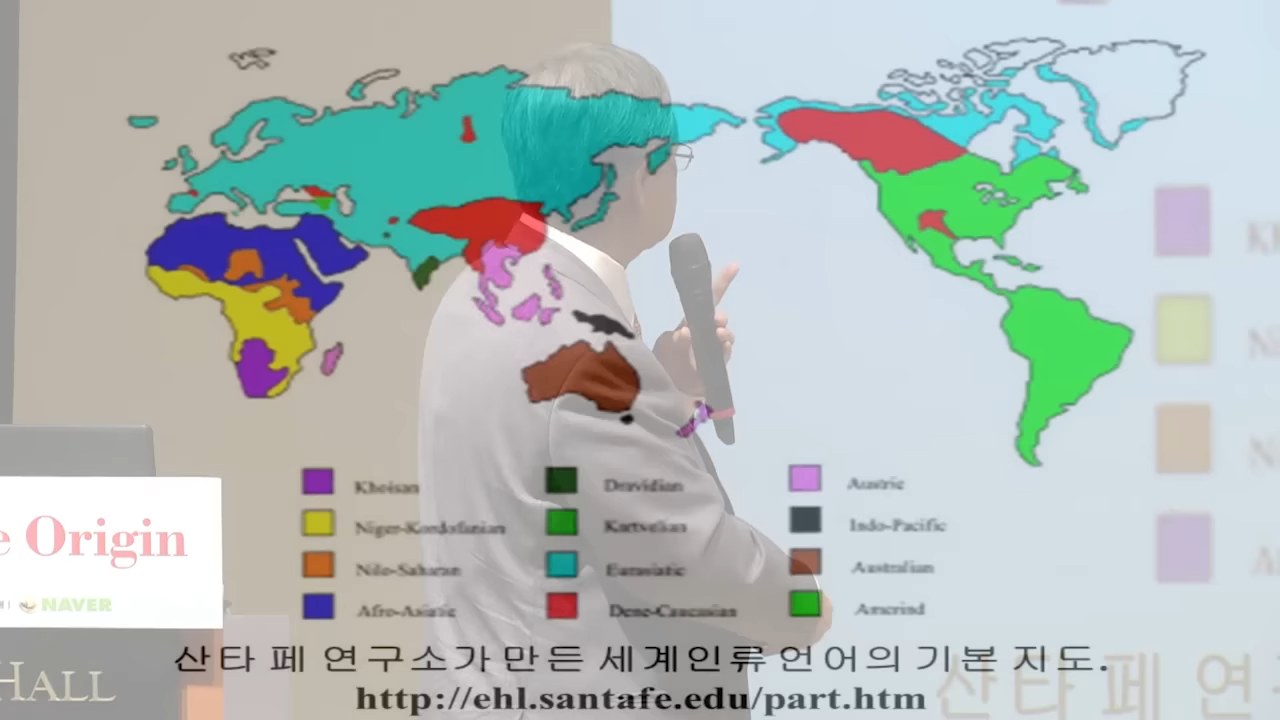 e Origin
NAVER
HALL
Khoisan
Niger-Kordofanian
Nilo-Saharan
Afro-Asiatic
Dravidian
Kartvelian
Eurasiatic
Dene-Caucasian
Austric
Indo-Pacific
Australian
Amerind
산타 페 연구소가 만든 세계인류언어의 기본 지도.
http://ehl.santafe.edu/part.htm
산타 페 연